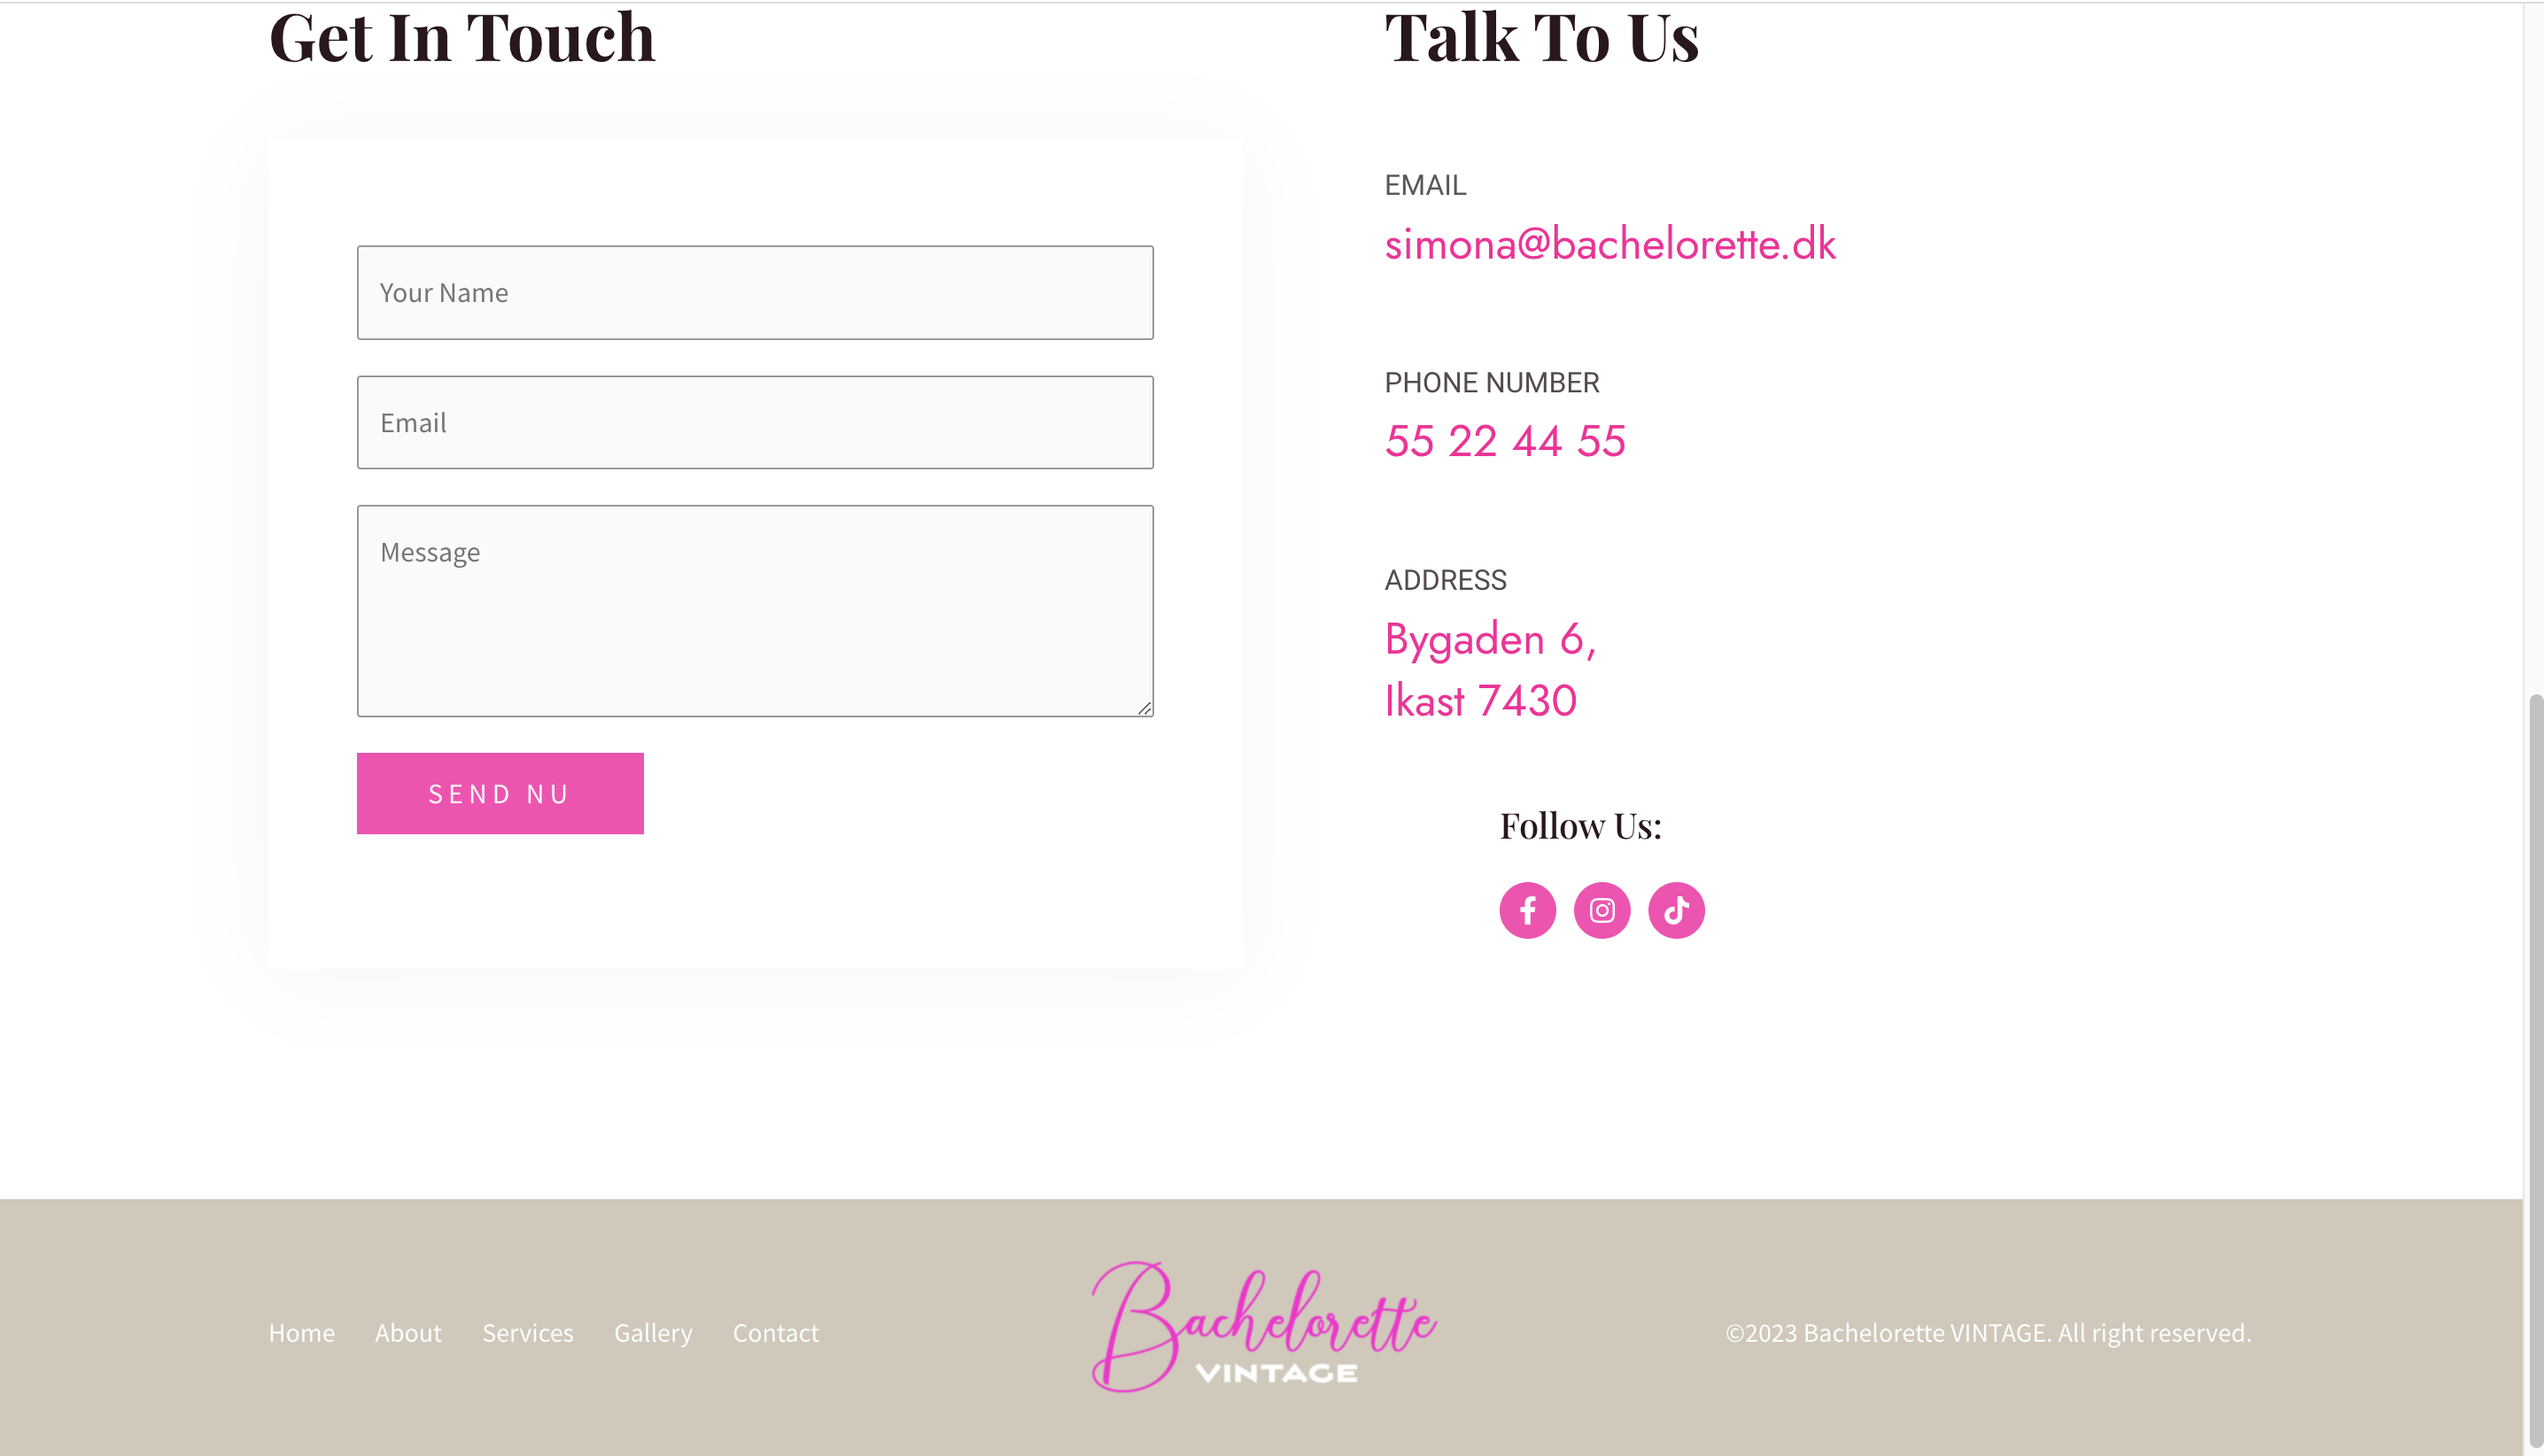 Get In Touch
Your Name
Email
Message
SEND NU
Talk To Us
EMAIL
simona@bachelorette.dk
PHONE NUMBER
55 22 44 55
ADDRESS
Bygaden 6,
Ikast 7430
Follow Us:
Home About Services Gallery Contact
Bachelorette
VINTAGE
©2023 Bachelorette VINTAGE. All right reserved.